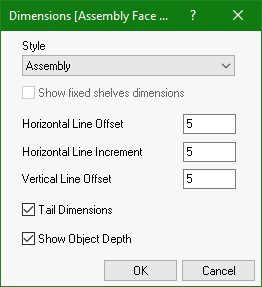 Dimensions [Assembly Face ... ?
Style
Assembly
Show fixed shelves dimensions
Horizontal Line Offset 5
Horizontal Line Increment 5
Vertical Line Offset 5
Tail Dimensions
Show Object Depth
OK Cancel